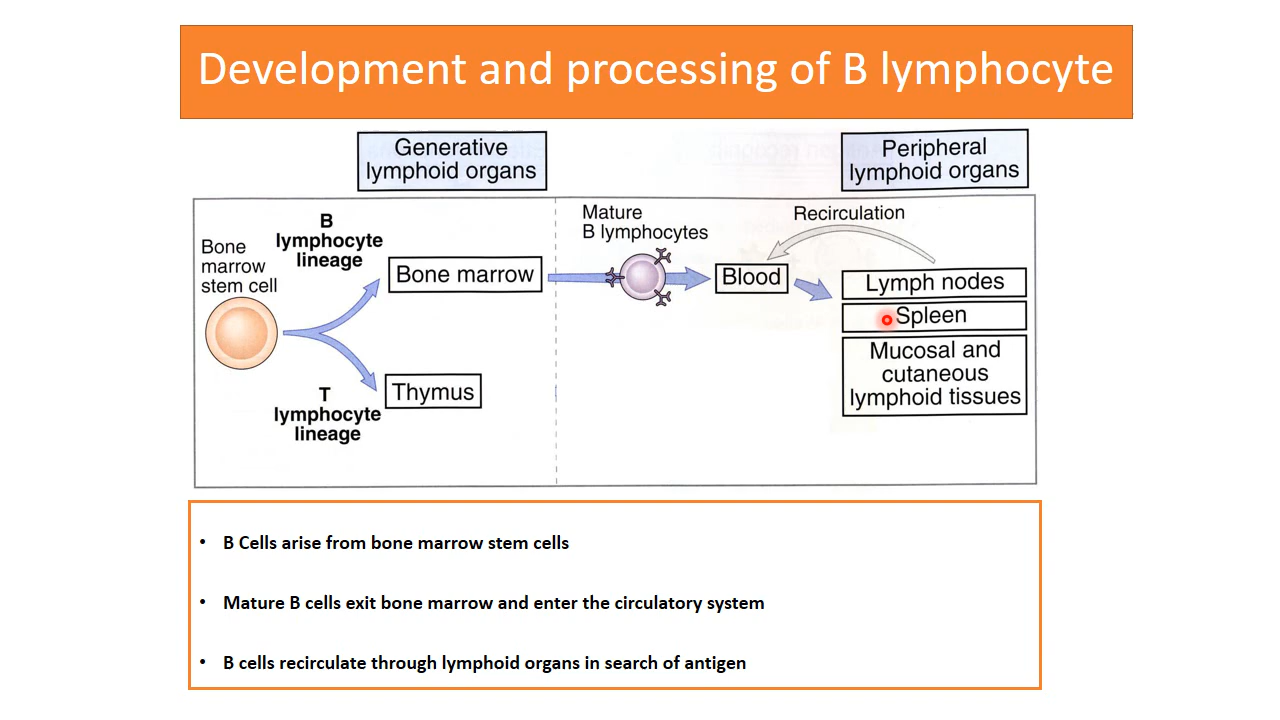 Development and processing of B lymphocyte
Generative
lymphoid organs
Peripheral
lymphoid organs
Bone
marrow
stem cell
B
lymphocyte
lineage
Bone marrow
T
lymphocyte
lineage
Thymus
Mature
B lymphocytes
Blood
Recirculation
Lymph nodes
Spleen
Mucosal and
cutaneous
lymphoid tissues
• B Cells arise from bone marrow stem cells
• Mature B cells exit bone marrow and enter the circulatory system
• B cells recirculate through lymphoid organs in search of antigen